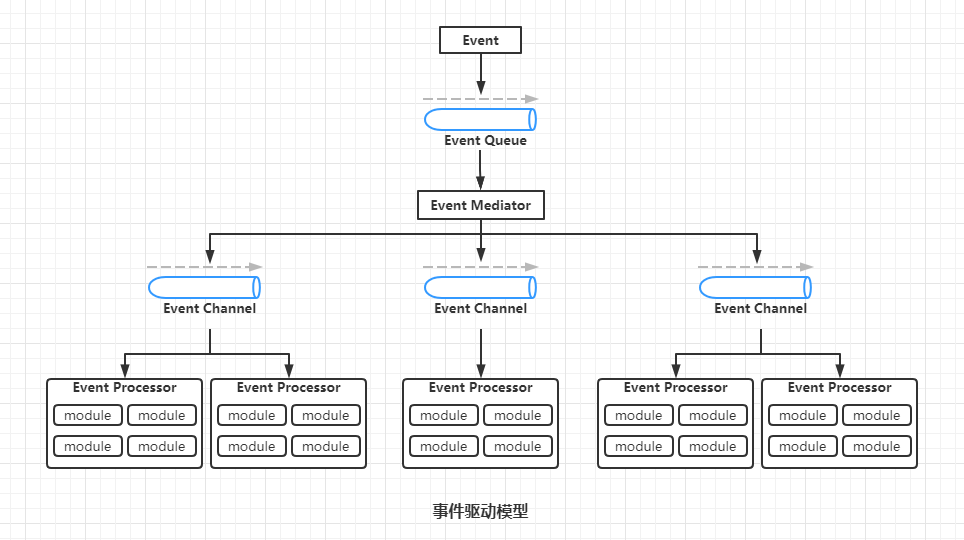 Event
Event Queue
Event Mediator
Event Channel Event Channel Event Channel
Event Processor Event Processor Event Processor Event Processor Event Processor
module module module module module module module module module module
module module module module module module module module module module
事件驱动模型